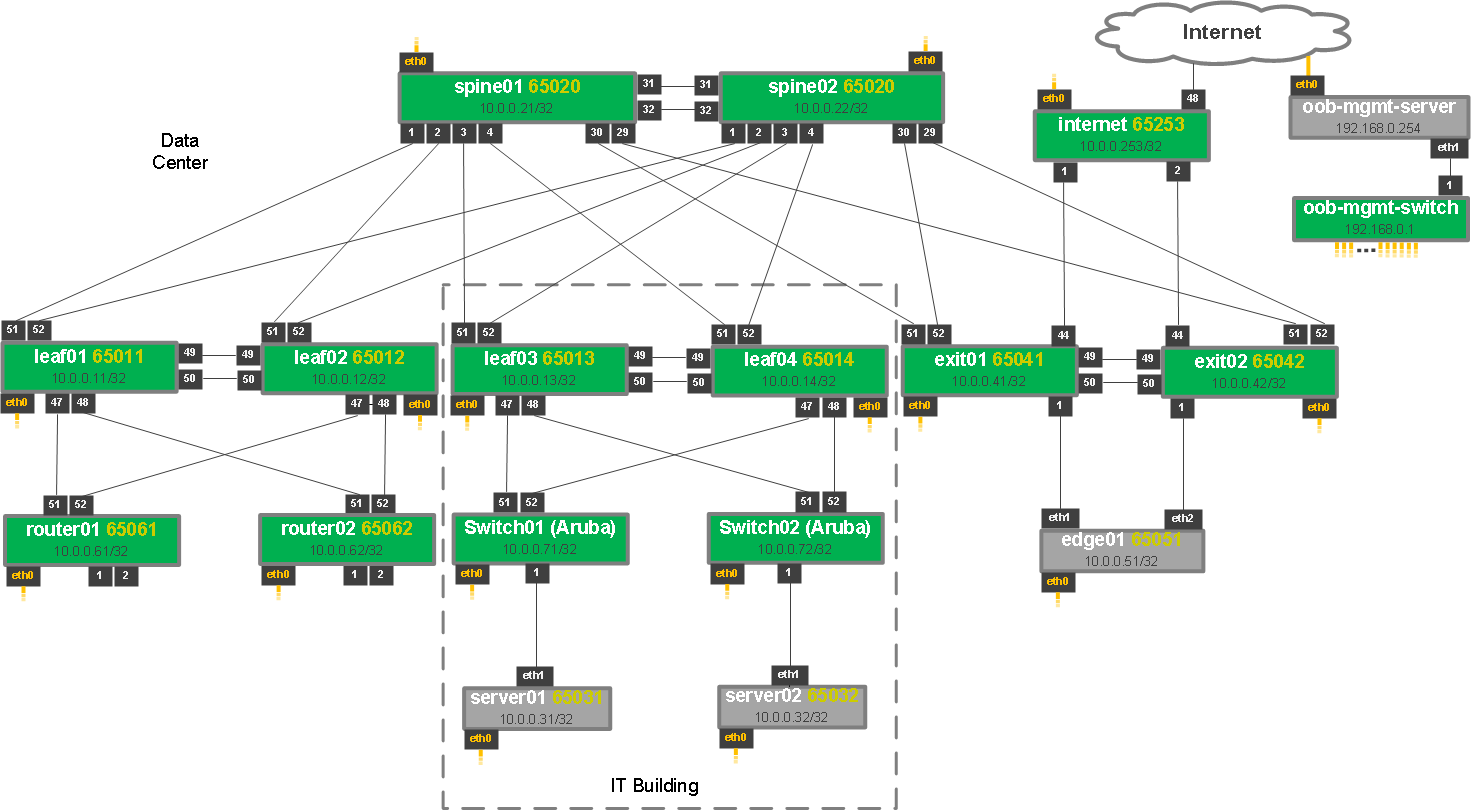 Internet
eth0
eth0
eth0
spine01 65020
10.0.0.21/32
31
31
32
32
spine02 65020
10.0.0.22/32
eth0
48
oob-mgmt-server
192.168.0.254
internet 65253
10.0.0.253/32
1 2 3 4 30 29
1 2 3 4 30 29
Data
Center
eth1
1 2
1
oob-mgmt-switch
192.168.0.1
...
51 52
51 52
51 52
51 52
51 52
44
44
51 52
leaf01 65011
10.0.0.11/32
49 49
50 50
leaf02 65012
10.0.0.12/32
leaf03 65013
10.0.0.13/32
49 49
50 50
leaf04 65014
10.0.0.14/32
exit01 65041
10.0.0.41/32
49 49
50 50
exit02 65042
10.0.0.42/32
eth0 47 48
47 48 eth0
eth0 47 48
47 48 eth0
eth0 1
1 eth0
51 52
51 52
51 52
51 52
eth1
eth2
router01 65061
10.0.0.61/32
router02 65062
10.0.0.62/32
Switch01 (Aruba)
10.0.0.71/32
Switch02 (Aruba)
10.0.0.72/32
edge01 65051
10.0.0.51/32
eth0 1 2
eth0 1 2
eth0 1
eth0 1
eth0
eth1
eth1
server01 65031
10.0.0.31/32
server02 65032
10.0.0.32/32
eth0
eth0
IT Building